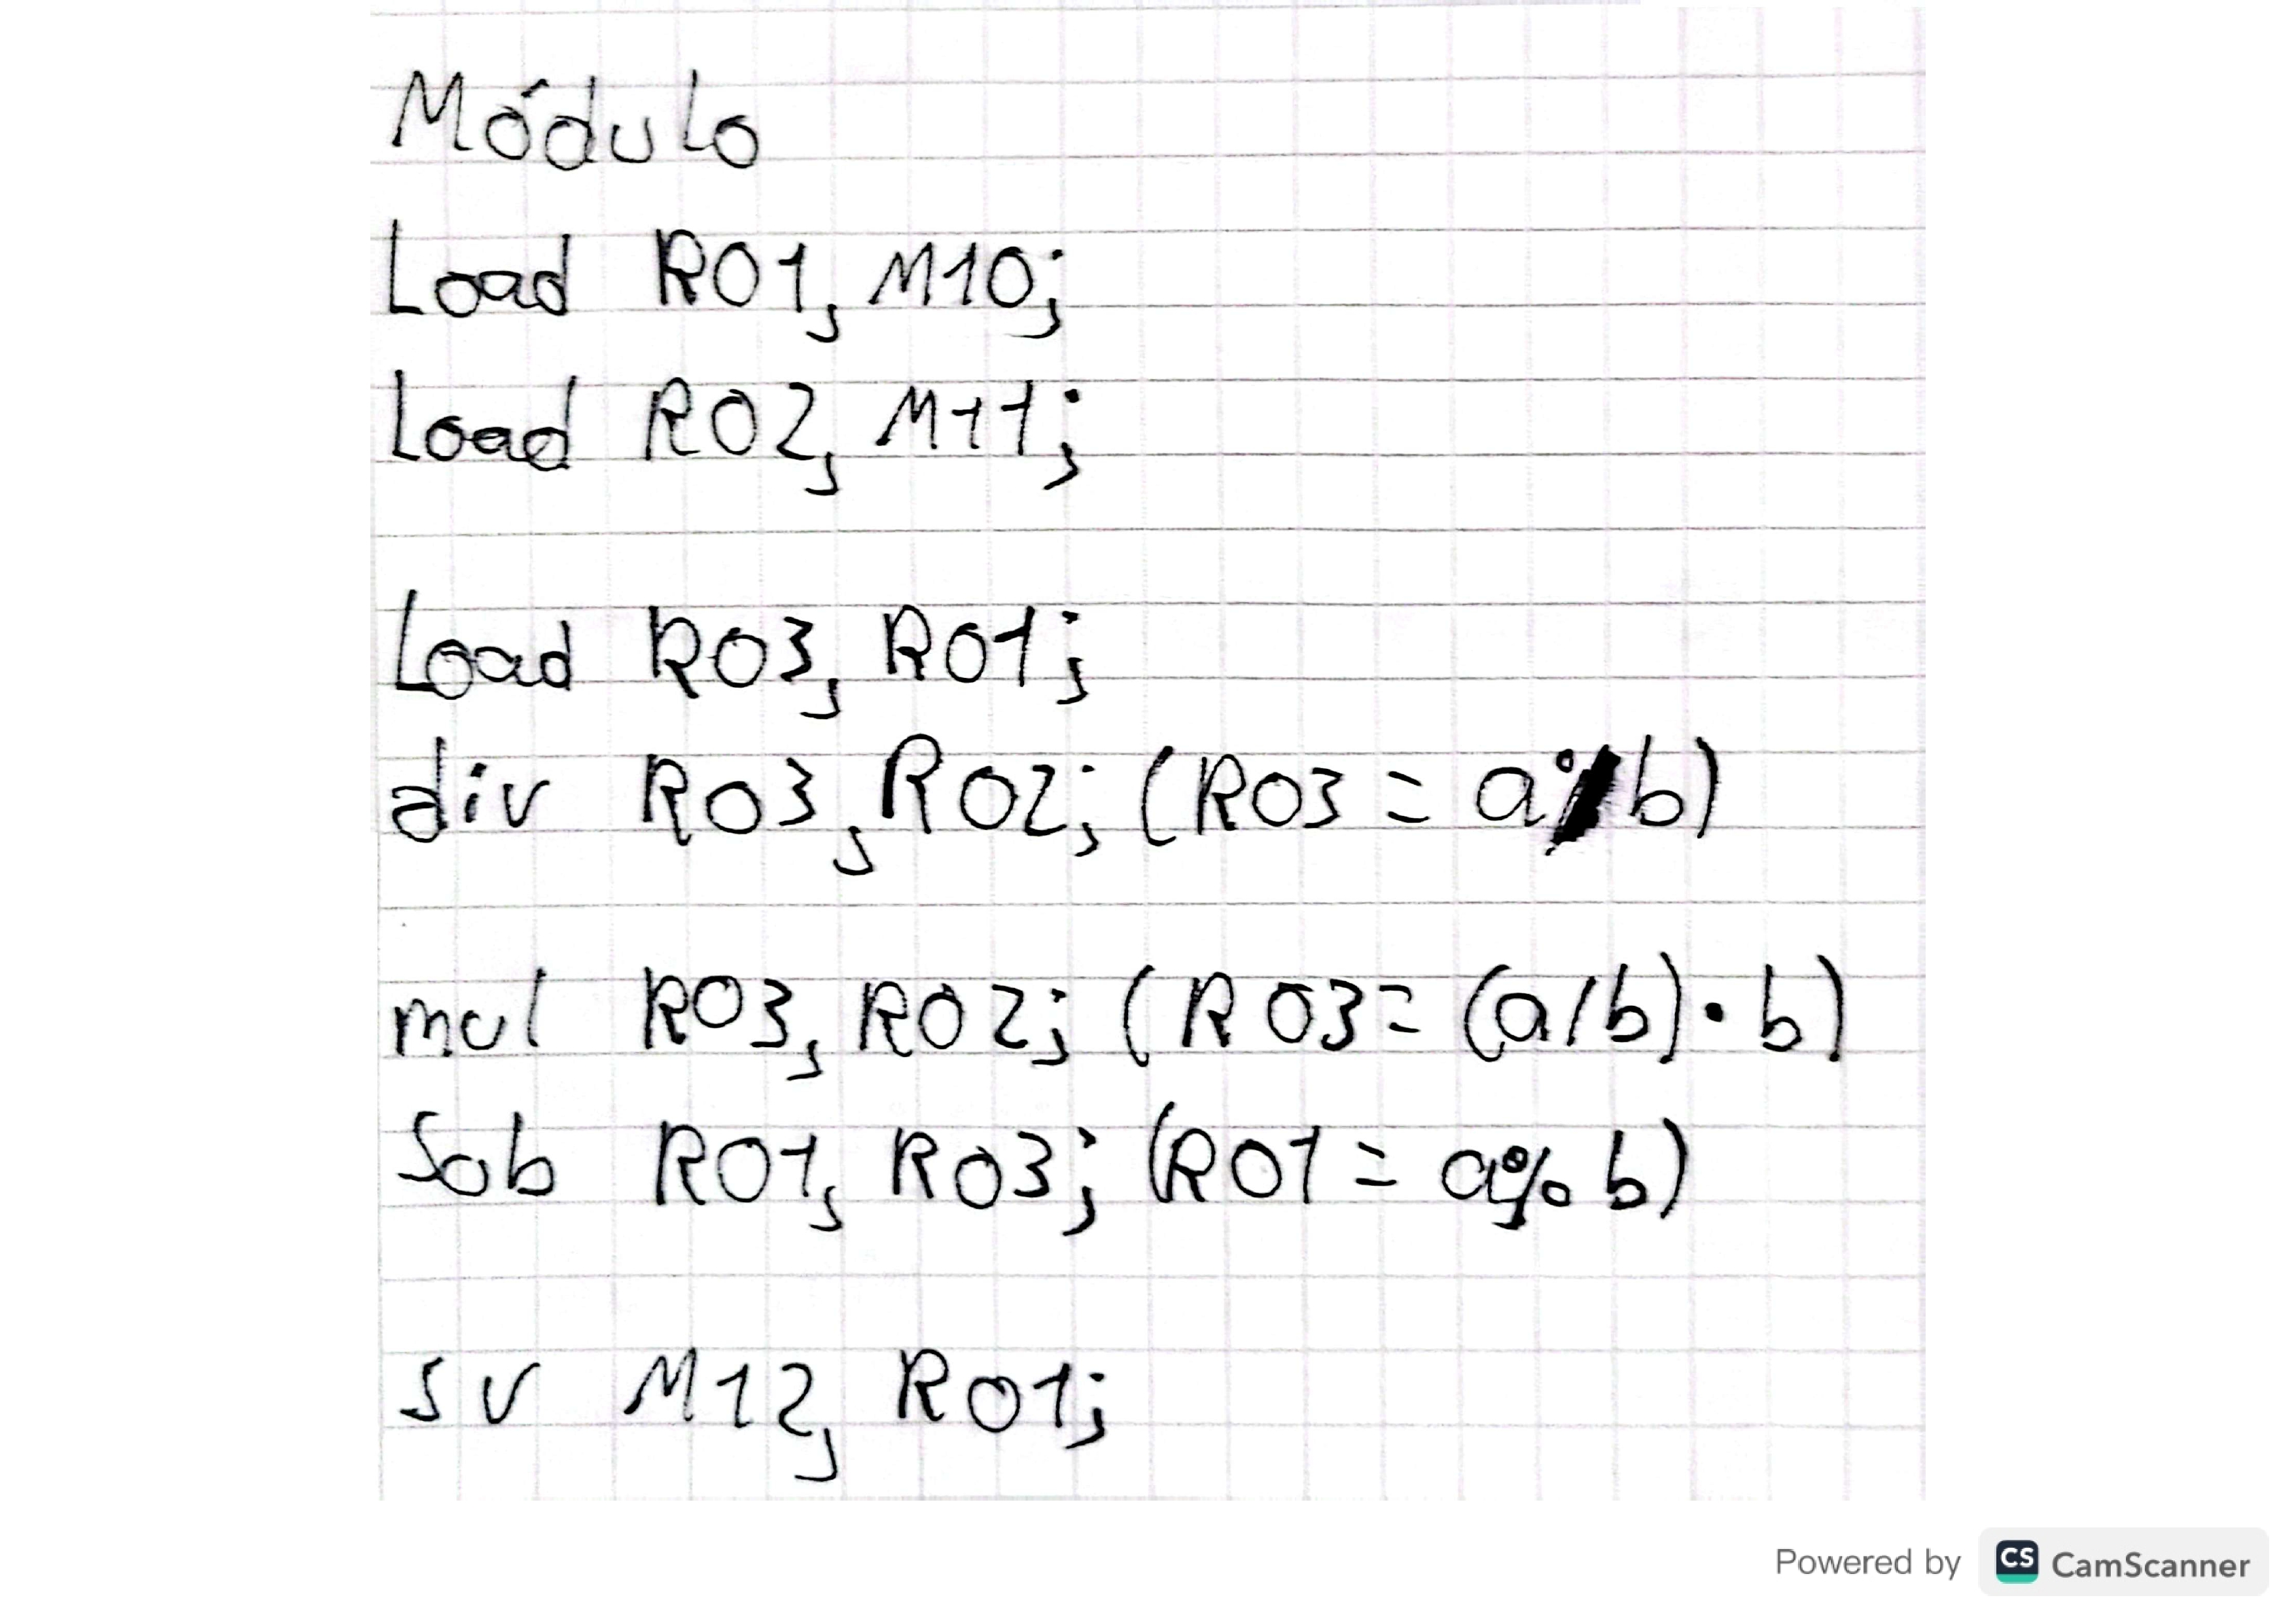 Módulo
Load R01, M10;
Load R02, M11;
Load R03, R01;
div R03, R02; (R03 = a/b)
mul R03, R02; (R03 = (a/b) · b)
Sub R01, R03; (R01 = a%b)
sv M12, R01;
Powered by CS CamScanner